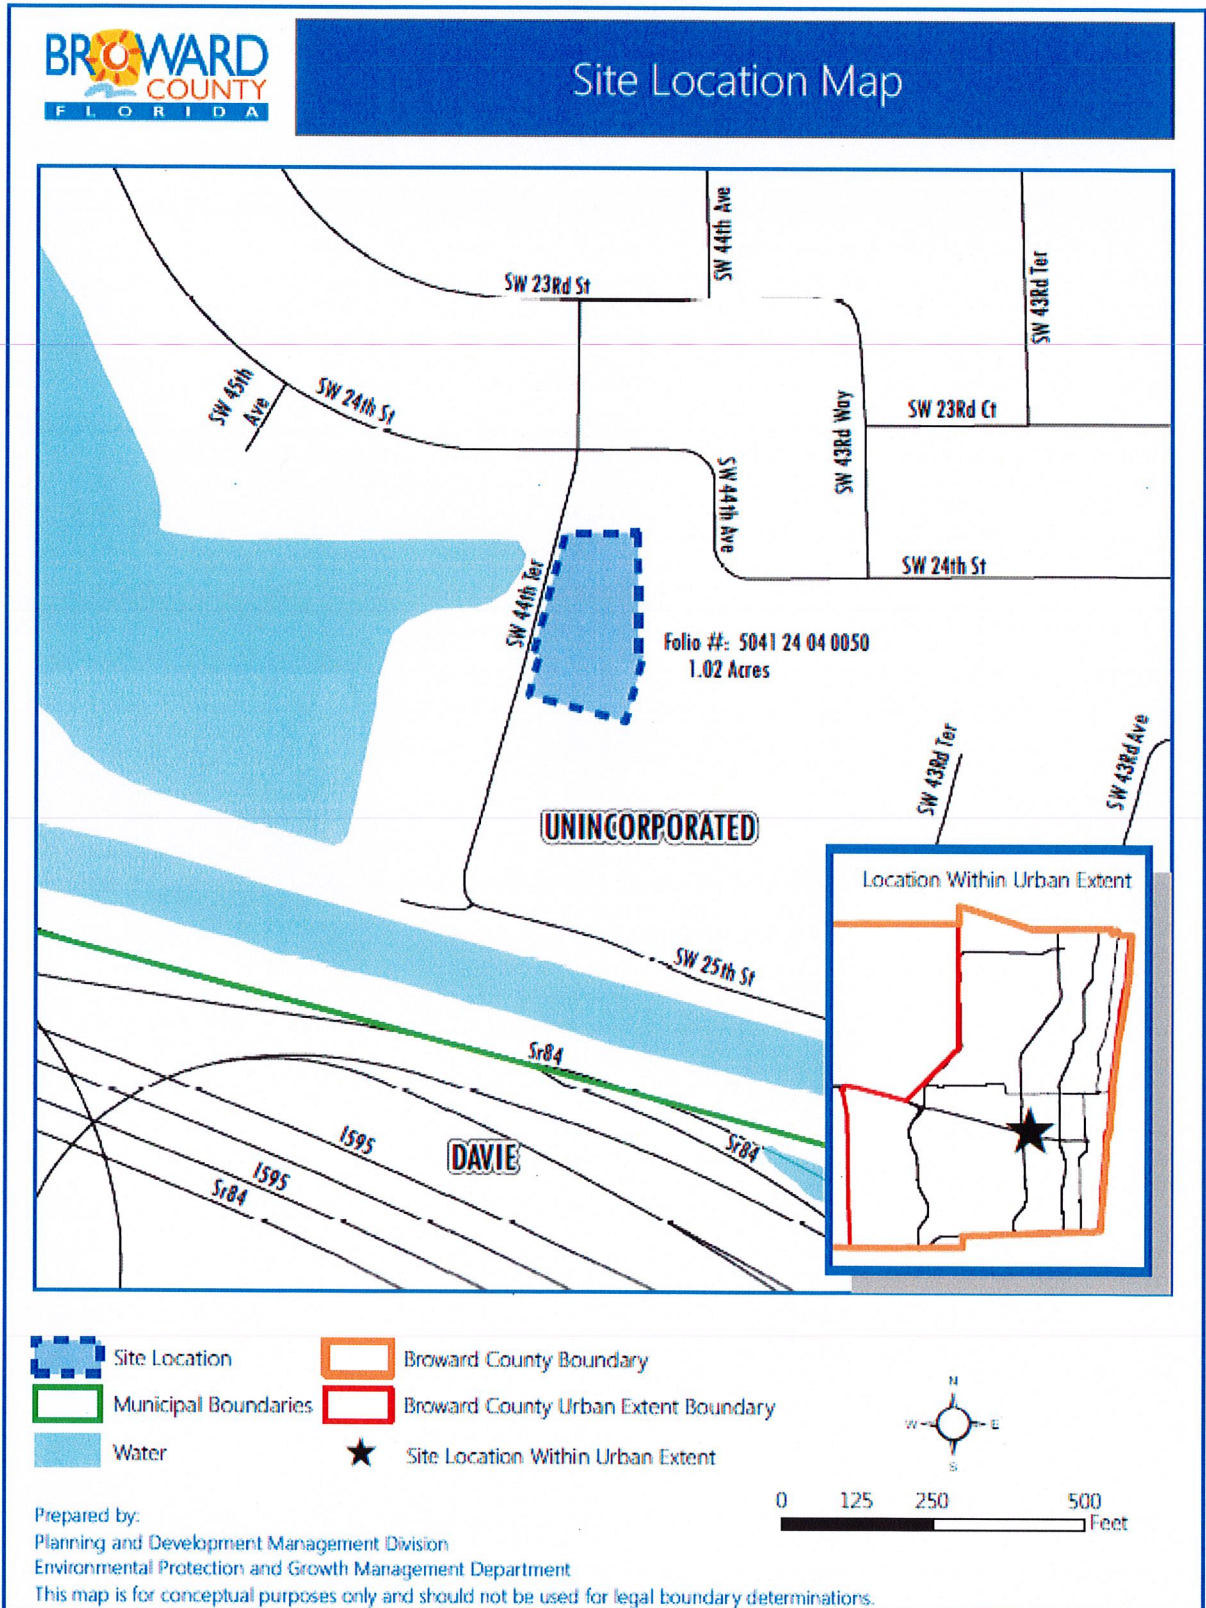 BROWARD
COUNTY
FLORIDA
Site Location Map
SW 44th Ave
SW 43Rd Ter
SW 23Rd St
SW 45th
Ave
SW 24th St
SW 23Rd Ct
SW 43Rd Way
SW 44th Ave
SW 24th St
SW 44th Ter
Folio #: 5041 24 04 0050
1.02 Acres
SW 43Rd Ter
SW 43Rd Ave
UNINCORPORATED
Location Within Urban Extent
SW 25th St
Sr84
Sr84
I595
DAVIE
I595
Sr84
Site Location
Broward County Boundary
Municipal Boundaries
Broward County Urban Extent Boundary
Water
Site Location Within Urban Extent
N
W E
S
0 125 250 500
Feet
Prepared by:
Planning and Development Management Division
Environmental Protection and Growth Management Department
This map is for conceptual purposes only and should not be used for legal boundary determinations.